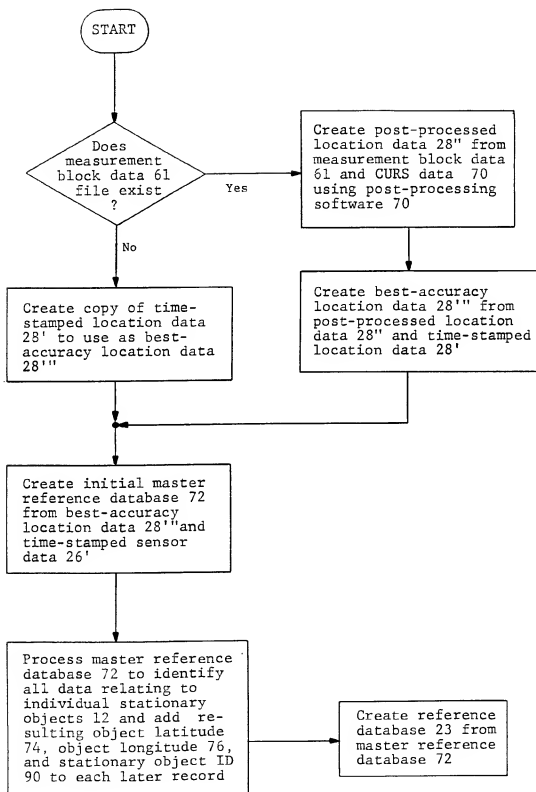 START
Does
measurement
block data 61
file exist
?
Yes
No
Create post-processed
location data 28" from
measurement block data
61 and CURS data 70
using post-processing
software 70
Create time-
Create copy of time-
stamped location data
28' to use as best-
accuracy location data
28'"
Create best-accuracy
location data 28'" from
post-processed location
data 28" and time-stamped
location data 28'
Create initial master
reference database 72
from best-accuracy
location data 28'"and
time-stamped sensor
data 26'
Process master reference
database 72 to identify
all data relating to
individual stationary
objects 12 and add re-
sulting object latitude
74, object longitude 76,
and stationary object ID
90 to each later record
Create reference
database 23 from
master reference
database 72